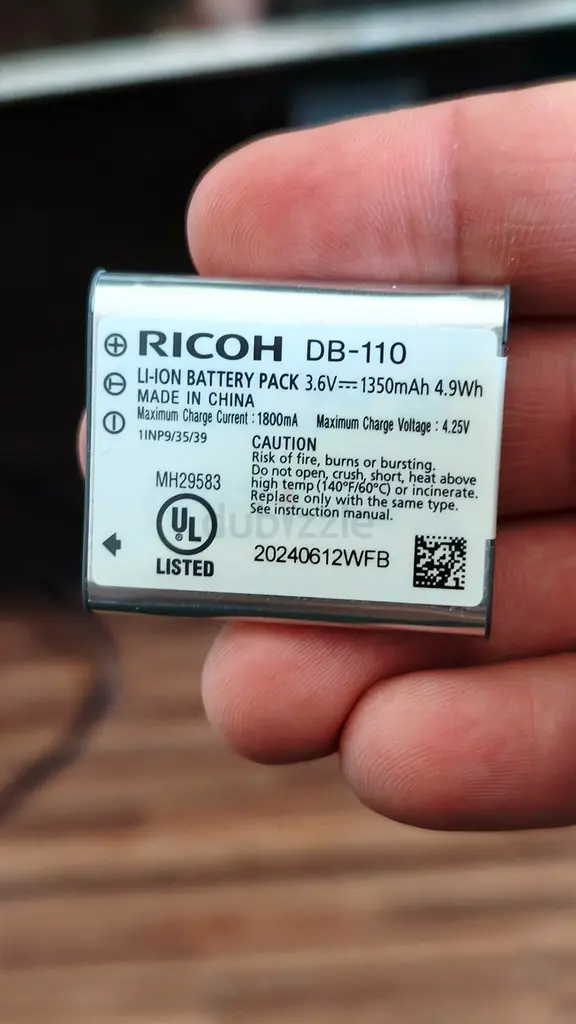 RICOH DB-110
LI-ION BATTERY PACK 3.6V⎓1350mAh 4.9Wh
MADE IN CHINA
Maximum Charge Current : 1800mA Maximum Charge Voltage : 4.25V
1INP9/35/39
CAUTION
Risk of fire, burns or bursting.
Do not open, crush, short, heat above
high temp (140°F/60°C) or incinerate.
Replace only with the same type.
See instruction manual.
MH29583
UL
LISTED
dubizzle
20240612WFB